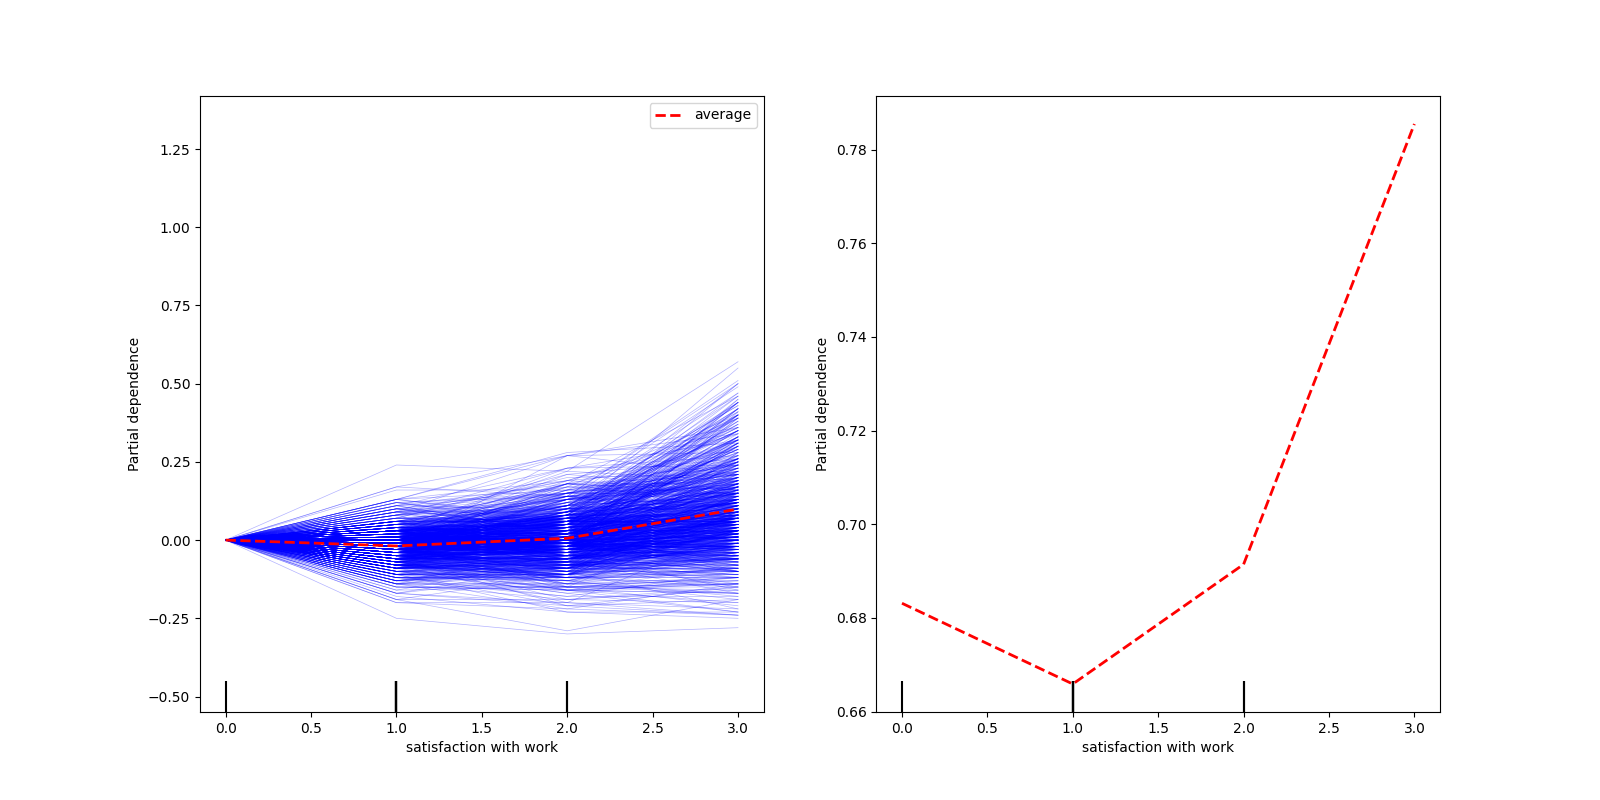 average
1.25
1.00
0.75
0.50
0.25
0.00
−0.25
−0.50
Partial dependence
0.0 0.5 1.0 1.5 2.0 2.5 3.0
satisfaction with work
0.78
0.76
0.74
0.72
0.70
0.68
0.66
Partial dependence
0.0 0.5 1.0 1.5 2.0 2.5 3.0
satisfaction with work